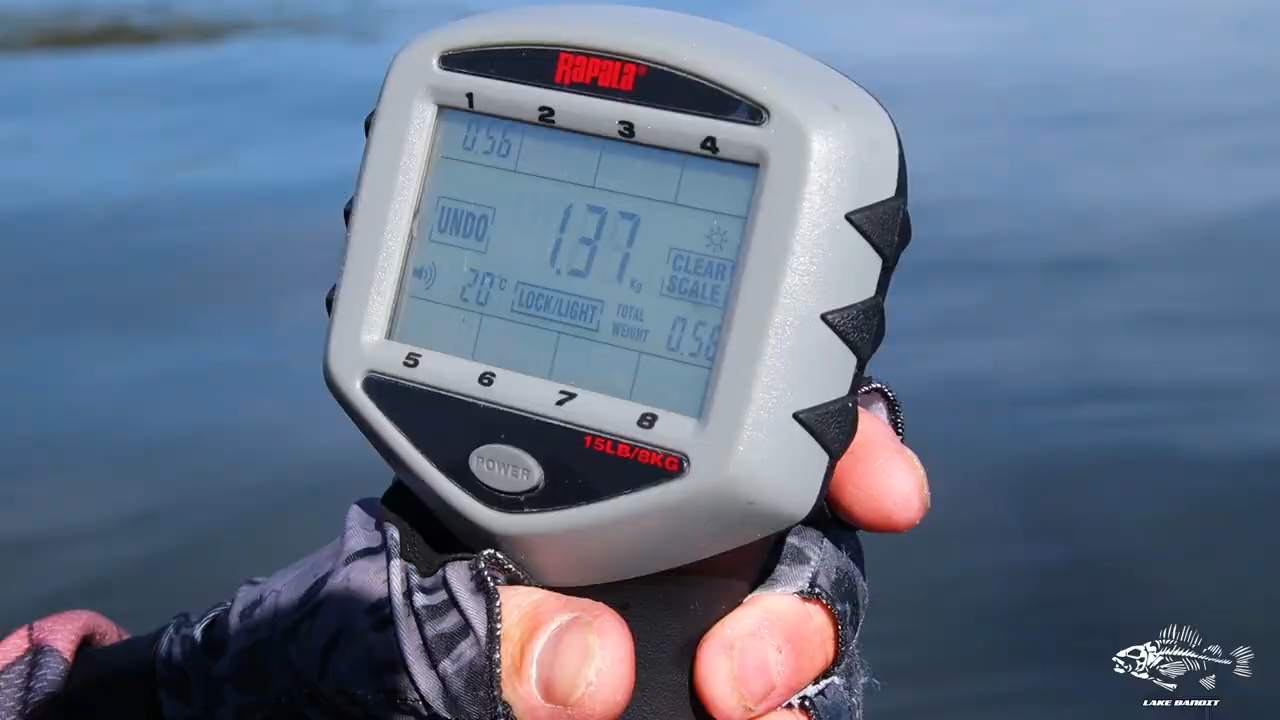 Rapala®
1 2 3 4
0.56
UNDO
1.37 Kg
CLEAR SCALE
20°C
LOCK/LIGHT
TOTAL WEIGHT
0.56
5 6 7 8
15LB/8KG
POWER
LAKE BANDIT